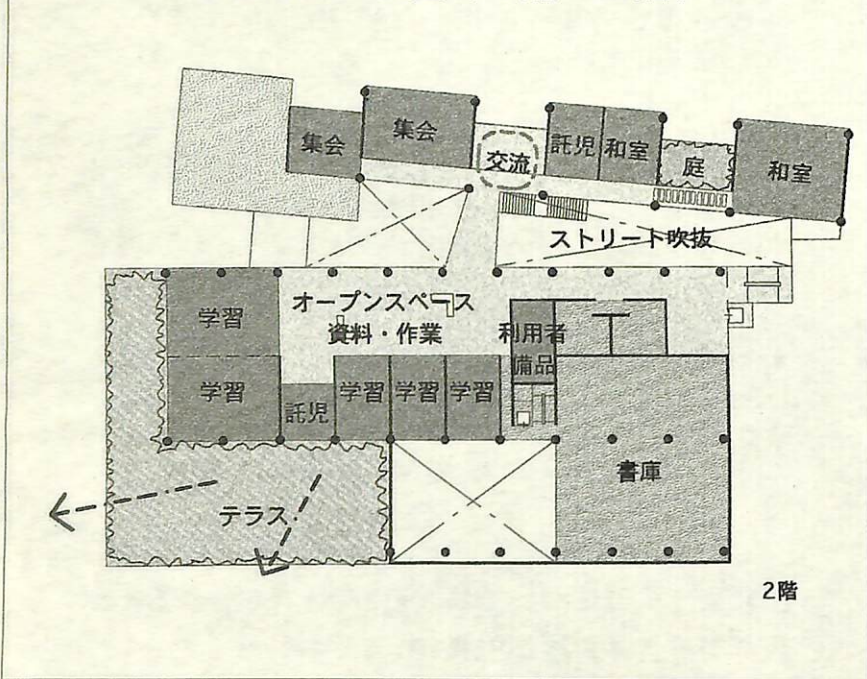 集会
集会
交流
託児
和室
庭
和室
ストリート吹抜
学習
オープンスペース
資料・作業
利用者
備品
学習
託児
学習
学習
学習
書庫
テラス
2階